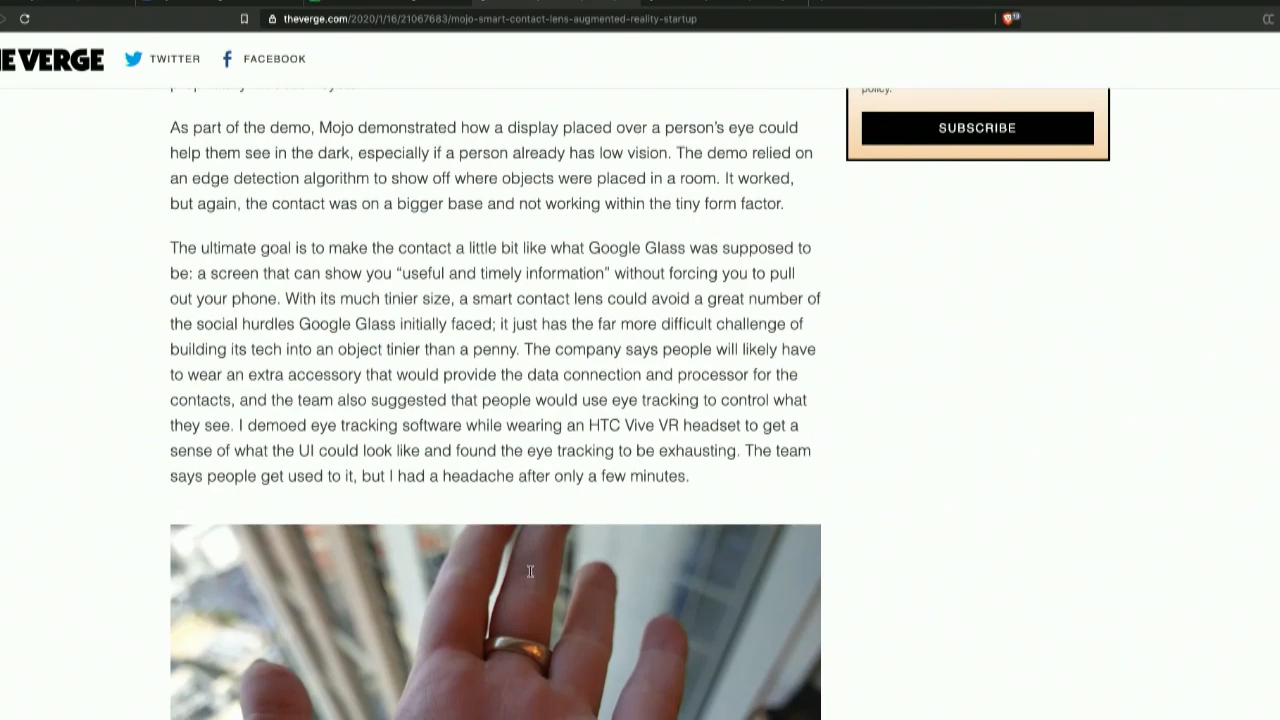 theverge.com/2020/1/16/21067683/mojo-smart-contact-lens-augmented-reality-startup
E VERGE
TWITTER
FACEBOOK
policy.
SUBSCRIBE
As part of the demo, Mojo demonstrated how a display placed over a person’s eye could
help them see in the dark, especially if a person already has low vision. The demo relied on
an edge detection algorithm to show off where objects were placed in a room. It worked,
but again, the contact was on a bigger base and not working within the tiny form factor.
The ultimate goal is to make the contact a little bit like what Google Glass was supposed to
be: a screen that can show you “useful and timely information” without forcing you to pull
out your phone. With its much tinier size, a smart contact lens could avoid a great number of
the social hurdles Google Glass initially faced; it just has the far more difficult challenge of
building its tech into an object tinier than a penny. The company says people will likely have
to wear an extra accessory that would provide the data connection and processor for the
contacts, and the team also suggested that people would use eye tracking to control what
they see. I demoed eye tracking software while wearing an HTC Vive VR headset to get a
sense of what the UI could look like and found the eye tracking to be exhausting. The team
says people get used to it, but I had a headache after only a few minutes.